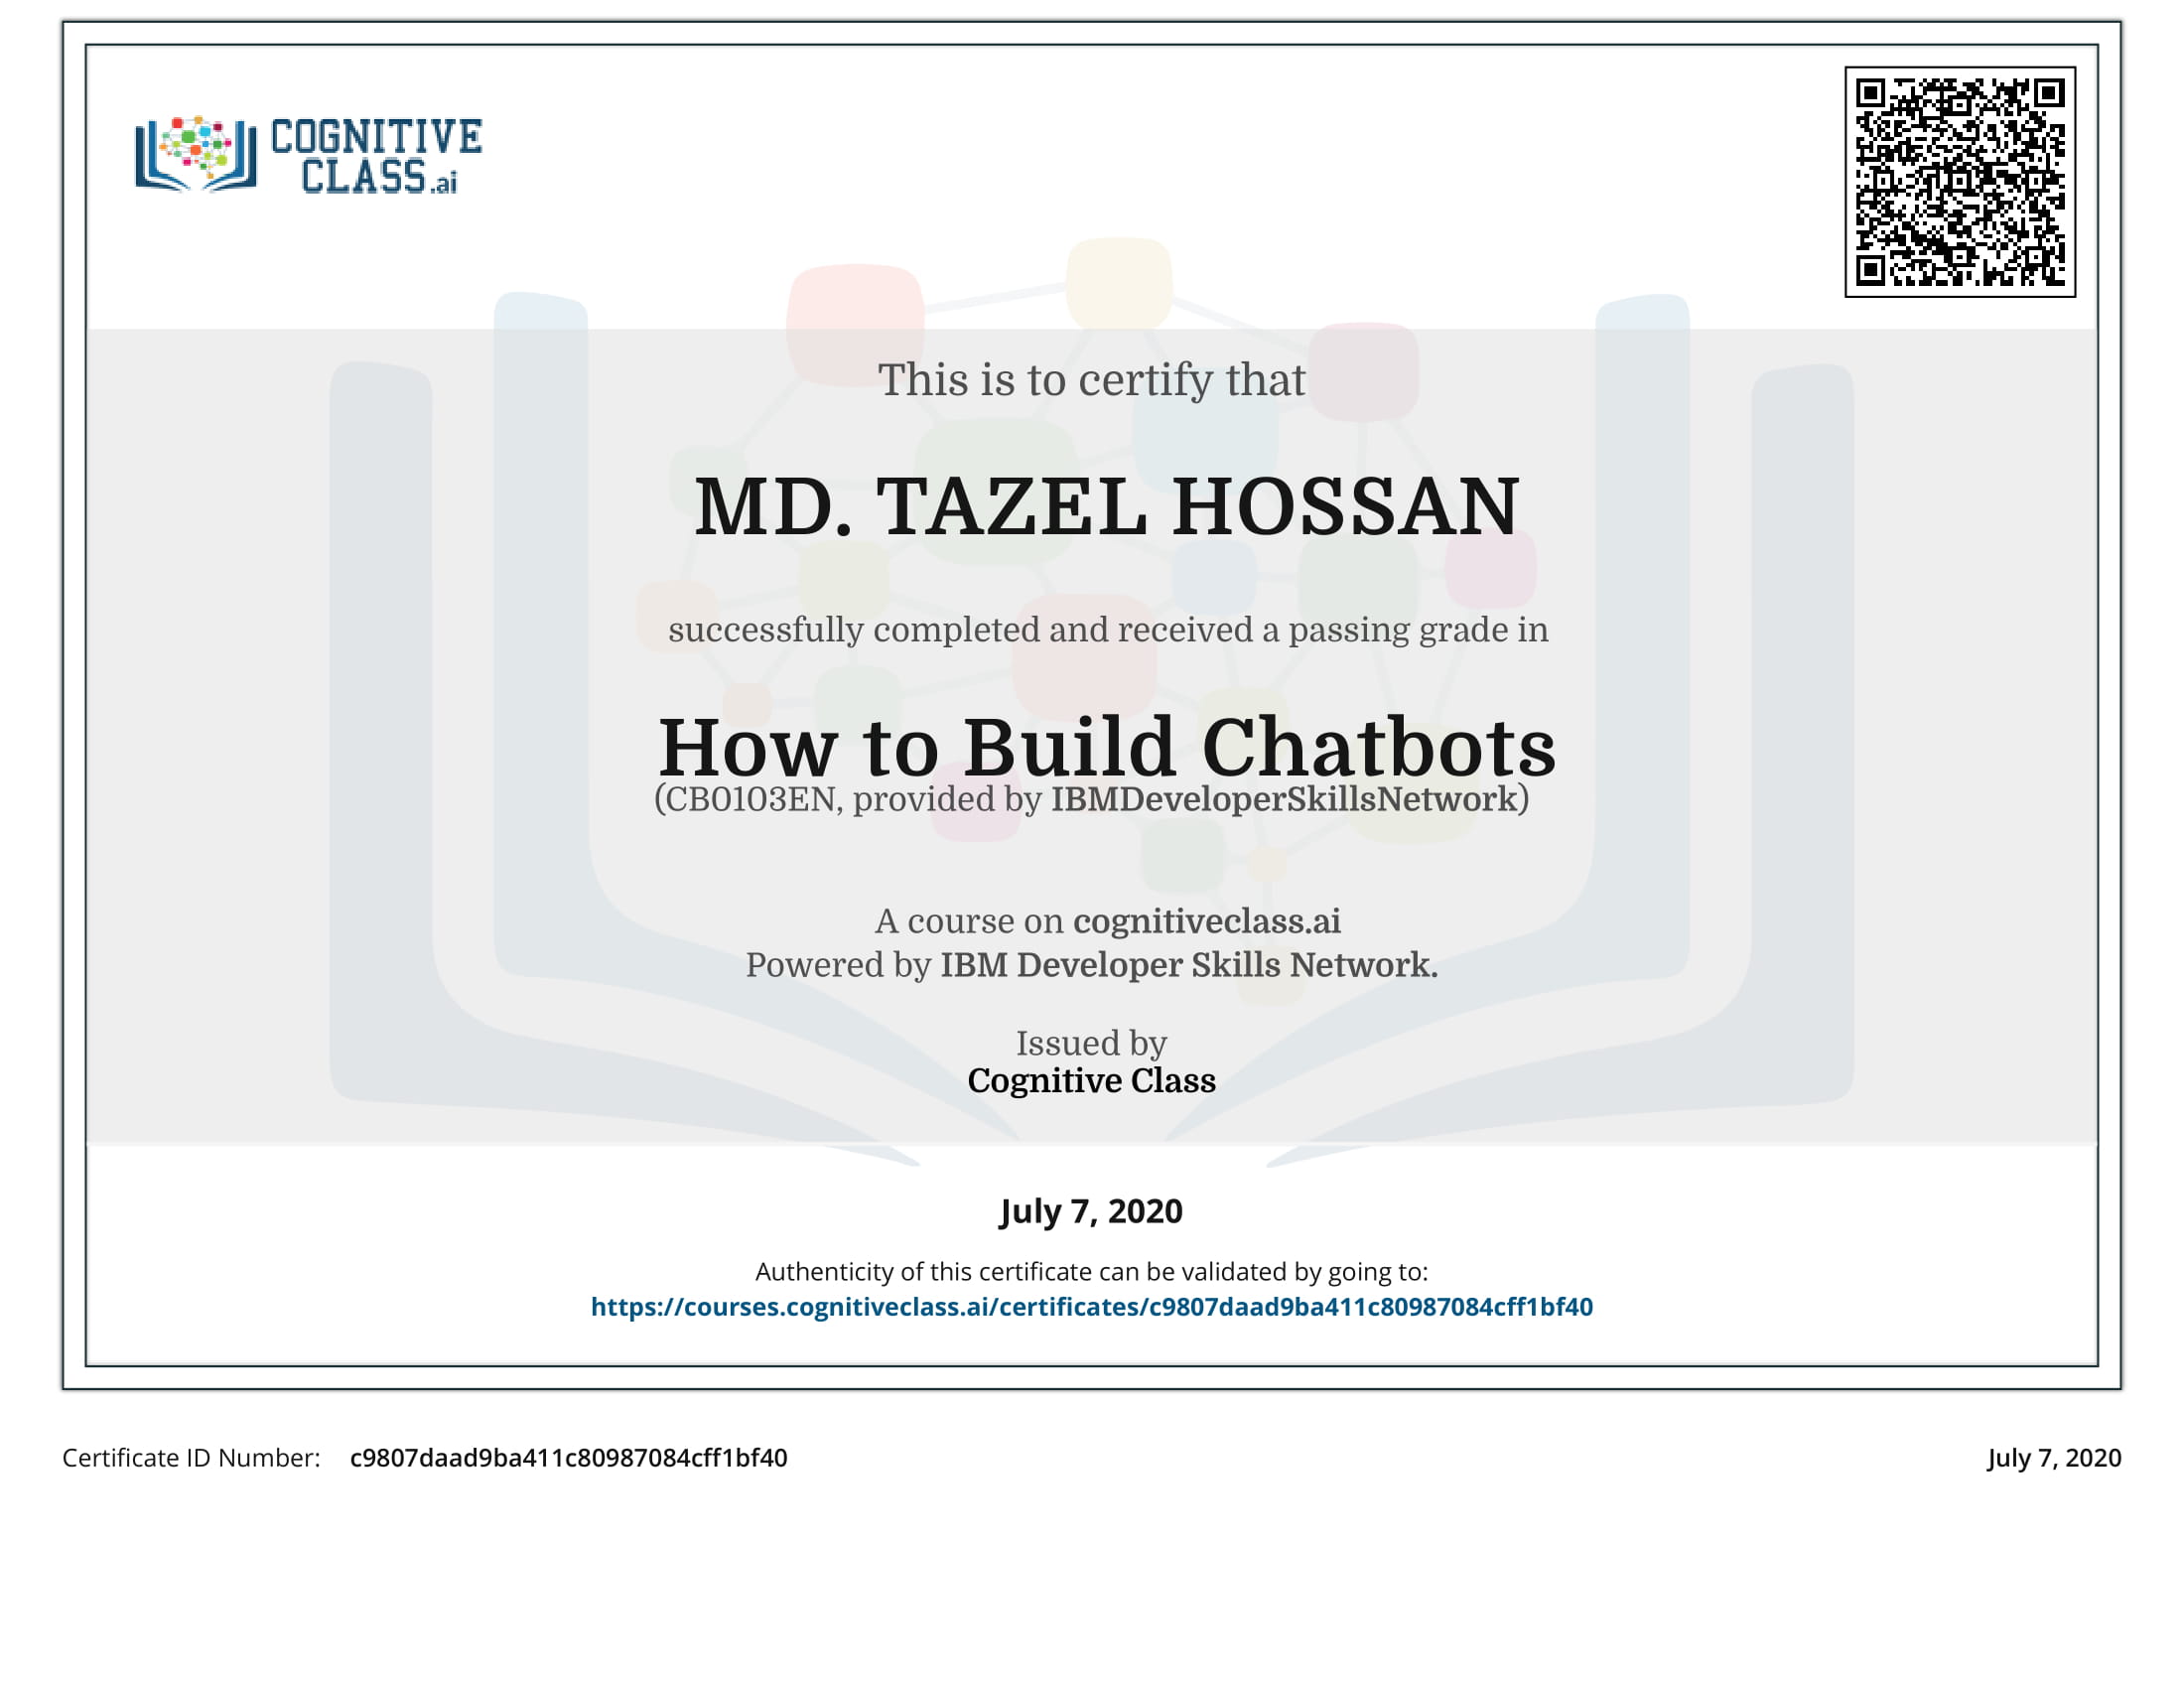 COGNITIVE
CLASS.ai
This is to certify that
MD. TAZEL HOSSAN
successfully completed and received a passing grade in
How to Build Chatbots
(CB0103EN, provided by IBMDeveloperSkillsNetwork)
A course on cognitiveclass.ai
Powered by IBM Developer Skills Network.
Issued by
Cognitive Class
July 7, 2020
Authenticity of this certificate can be validated by going to:
https://courses.cognitiveclass.ai/certificates/c9807daad9ba411c80987084cff1bf40
Certificate ID Number: c9807daad9ba411c80987084cff1bf40 July 7, 2020